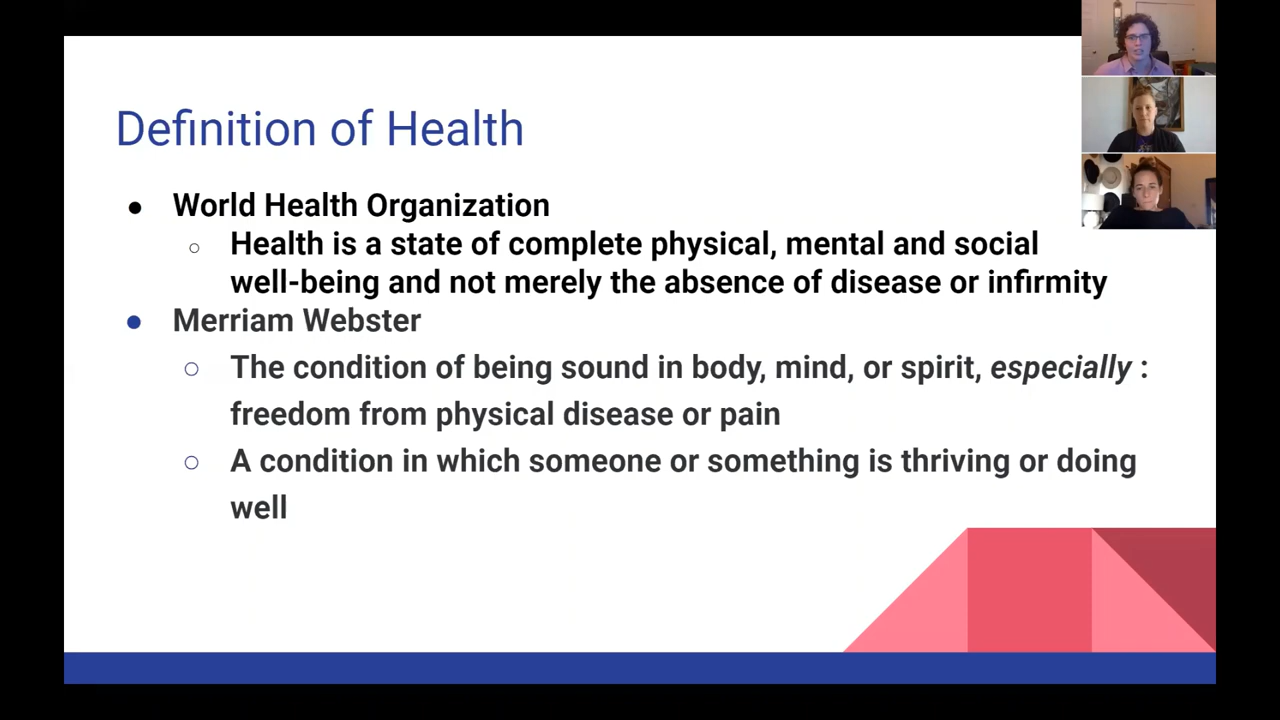 Definition of Health
● World Health Organization
○ Health is a state of complete physical, mental and social
well-being and not merely the absence of disease or infirmity
● Merriam Webster
○ The condition of being sound in body, mind, or spirit, especially :
freedom from physical disease or pain
○ A condition in which someone or something is thriving or doing
well